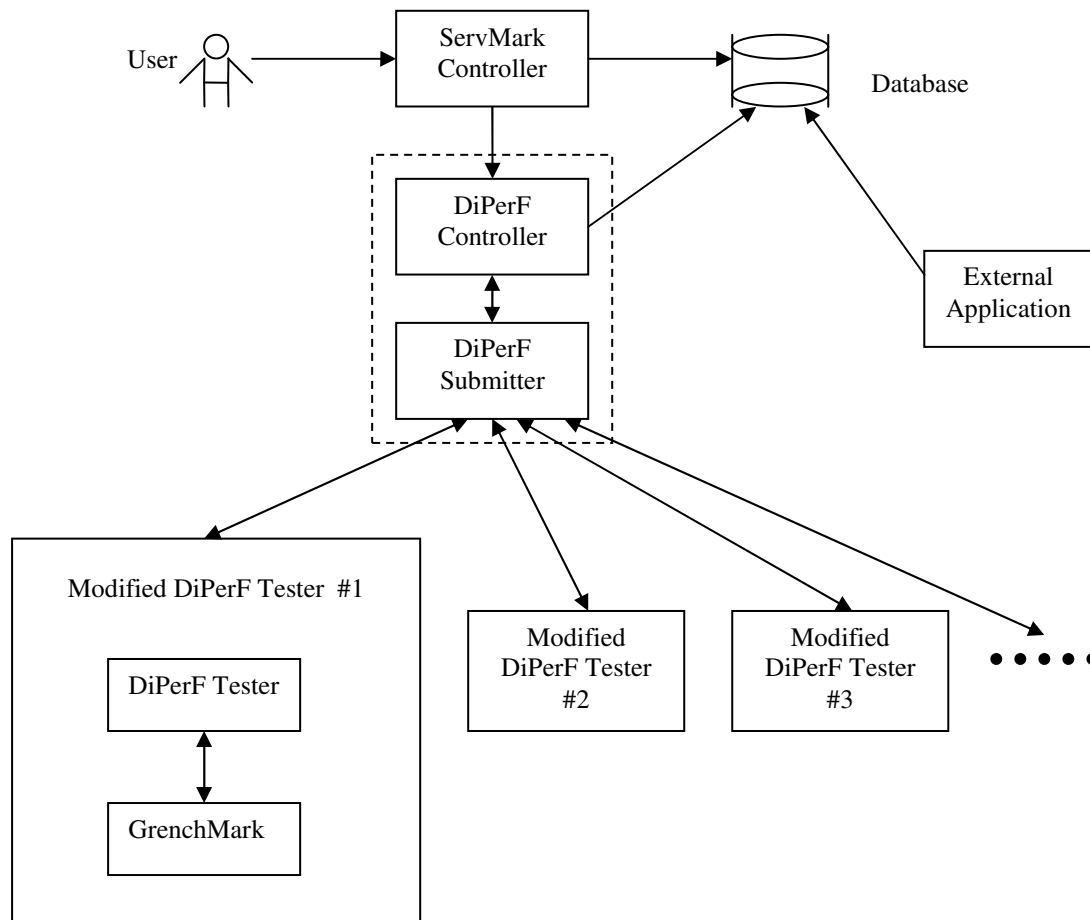 User
ServMark
Controller
Database
DiPerF
Controller
External
Application
DiPerF
Submitter
Modified DiPerF Tester #1
Modified
DiPerF Tester
#2
Modified
DiPerF Tester
#3
DiPerF Tester
GrenchMark